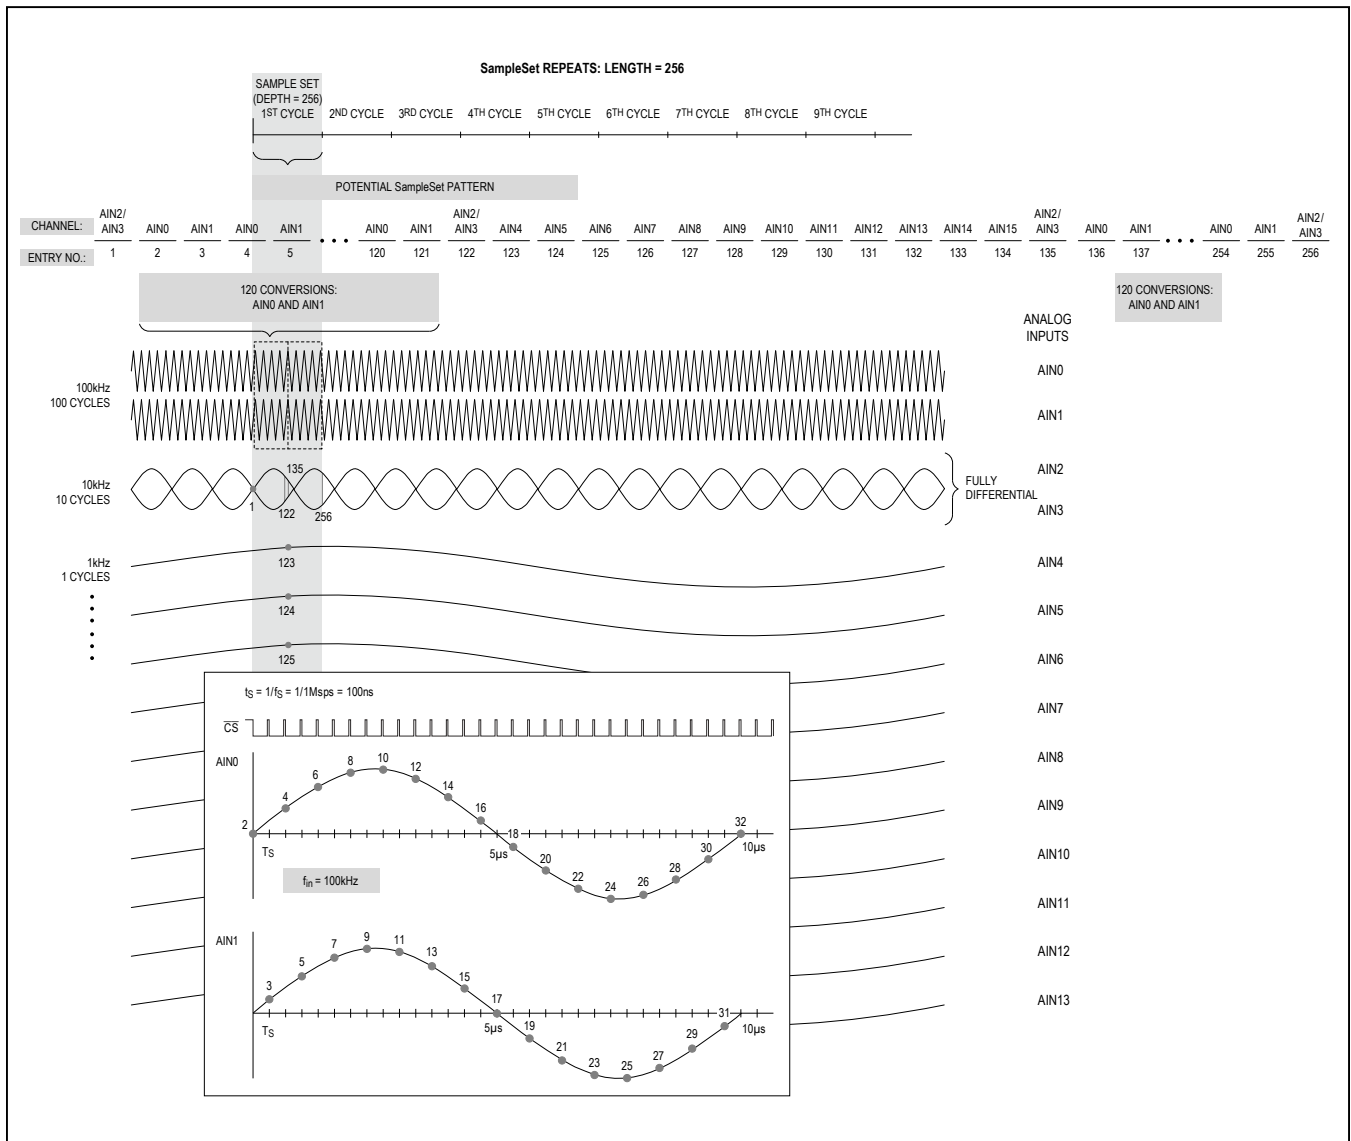 SampleSet REPEATS: LENGTH = 256
SAMPLE SET
(DEPTH = 256)
1ST CYCLE 2ND CYCLE 3RD CYCLE 4TH CYCLE 5TH CYCLE 6TH CYCLE 7TH CYCLE 8TH CYCLE 9TH CYCLE
POTENTIAL SampleSet PATTERN
CHANNEL: AIN2/AIN3 AIN0 AIN1 AIN0 AIN1 • • • AIN0 AIN1 AIN2/AIN3 AIN4 AIN5 AIN6 AIN7 AIN8 AIN9 AIN10 AIN11 AIN12 AIN13 AIN14 AIN15 AIN2/AIN3 AIN0 AIN1 • • • AIN0 AIN1 AIN2/AIN3
ENTRY NO.: 1 2 3 4 5 120 121 122 123 124 125 126 127 128 129 130 131 132 133 134 135 136 137 254 255 256
120 CONVERSIONS:
AIN0 AND AIN1
120 CONVERSIONS:
AIN0 AND AIN1
ANALOG
INPUTS
100kHz
100 CYCLES
AIN0
AIN1
10kHz
10 CYCLES
135
1
122
256
AIN2
FULLY
DIFFERENTIAL
AIN3
1kHz
1 CYCLES
123
AIN4
124
AIN5
125
AIN6
AIN7
AIN8
AIN9
AIN10
AIN11
AIN12
AIN13
tS = 1/fS = 1/1Msps = 100ns
CS
AIN0
2 4 6 8 10 12 14 16 18 20 22 24 26 28 30 32
TS
5µs
10µs
fin = 100kHz
AIN1
3 5 7 9 11 13 15 17 19 21 23 25 27 29 31
TS
5µs
10µs